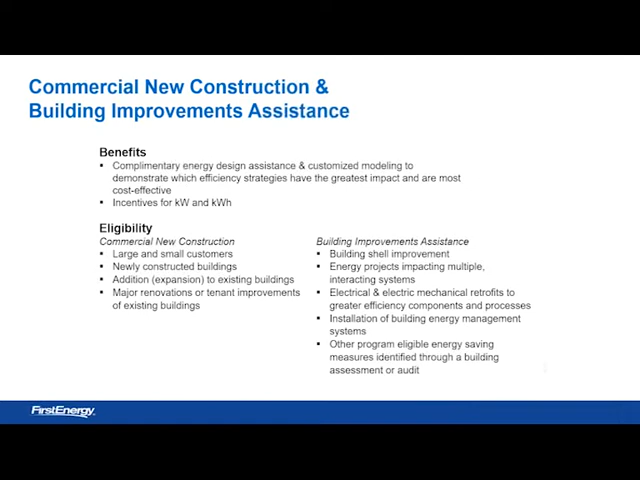 Commercial New Construction &
Building Improvements Assistance
Benefits
▪ Complimentary energy design assistance & customized modeling to
demonstrate which efficiency strategies have the greatest impact and are most
cost-effective
▪ Incentives for kW and kWh
Eligibility
Commercial New Construction
▪ Large and small customers
▪ Newly constructed buildings
▪ Addition (expansion) to existing buildings
▪ Major renovations or tenant improvements
of existing buildings
Building Improvements Assistance
▪ Building shell improvement
▪ Energy projects impacting multiple,
interacting systems
▪ Electrical & electric mechanical retrofits to
greater efficiency components and processes
▪ Installation of building energy management
systems
▪ Other program eligible energy saving
measures identified through a building
assessment or audit
FirstEnergy